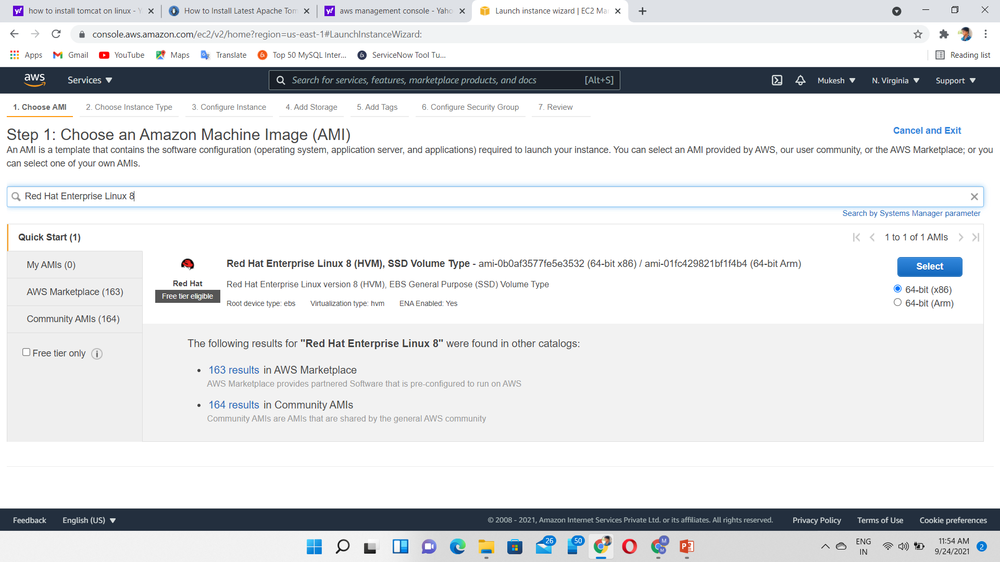 how to install tomcat on linux - Y
How to Install Latest Apache Tom
aws management console - Yaho
Launch instance wizard | EC2 Ma
console.aws.amazon.com/ec2/v2/home?region=us-east-1#LaunchInstanceWizard:
Apps
Gmail
YouTube
Maps
Translate
Top 50 MySQL Inter...
ServiceNow Tool Tu...
Reading list
aws
Services
Search for services, features, marketplace products, and docs
[Alt+S]
Mukesh
N. Virginia
Support
1. Choose AMI
2. Choose Instance Type
3. Configure Instance
4. Add Storage
5. Add Tags
6. Configure Security Group
7. Review
Step 1: Choose an Amazon Machine Image (AMI)
Cancel and Exit
An AMI is a template that contains the software configuration (operating system, application server, and applications) required to launch your instance. You can select an AMI provided by AWS, our user community, or the AWS Marketplace; or you
can select one of your own AMIs.
Red Hat Enterprise Linux 8
Search by Systems Manager parameter
Quick Start (1)
1 to 1 of 1 AMIs
My AMIs (0)
AWS Marketplace (163)
Community AMIs (164)
Free tier only
Red Hat
Free tier eligible
Red Hat Enterprise Linux 8 (HVM), SSD Volume Type - ami-0b0af3577fe5e3532 (64-bit x86) / ami-01fc429821bf1f4b4 (64-bit Arm)
Red Hat Enterprise Linux version 8 (HVM), EBS General Purpose (SSD) Volume Type
Root device type: ebs
Virtualization type: hvm
ENA Enabled: Yes
Select
64-bit (x86)
64-bit (Arm)
The following results for "Red Hat Enterprise Linux 8" were found in other catalogs:
163 results in AWS Marketplace
AWS Marketplace provides partnered Software that is pre-configured to run on AWS
164 results in Community AMIs
Community AMIs are AMIs that are shared by the general AWS community
Feedback
English (US)
© 2008 - 2021, Amazon Internet Services Private Ltd. or its affiliates. All rights reserved.
Privacy Policy
Terms of Use
Cookie preferences
26
50
M
M
ENG
IN
11:54 AM
9/24/2021
2